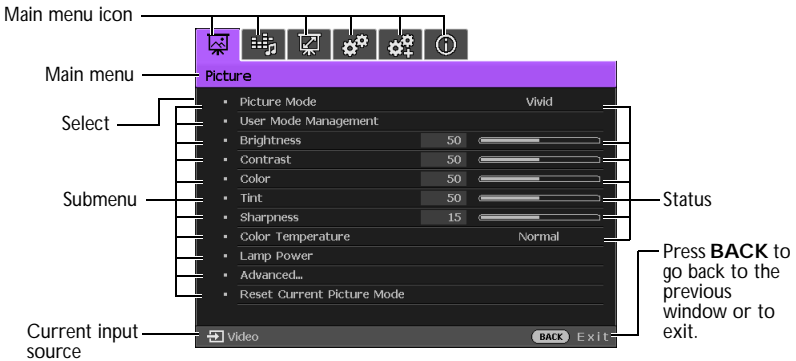 Main menu icon
Main menu
Picture
Select
Picture Mode Vivid
User Mode Management
Brightness 50
Contrast 50
Color 50
Submenu
Tint 50
Status
Sharpness 15
Color Temperature Normal
Lamp Power
Advanced...
Reset Current Picture Mode
Press BACK to
go back to the
previous
window or to
exit.
Current input
source
Video
BACK Exit